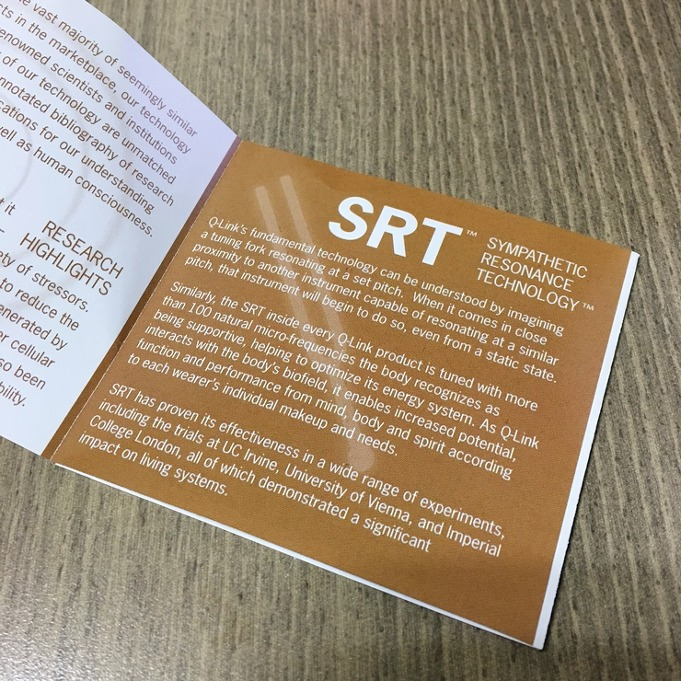 e vast majority of seemingly similar
cts in the marketplace, our technology
enowned scientists and institutions
of our technology are unmatched
nnotated bibliography of research
cations for our understanding
vell as human consciousness.
RESEARCH
HIGHLIGHTS
t it
ety of stressors.
to reduce the
enerated by
or cellular
so been
bility.
SRT™
SYMPATHETIC
RESONANCE
TECHNOLOGY™
Q-Link's fundamental technology can be understood by imagining
a tuning fork resonating at a set pitch. When it comes in close
proximity to another instrument capable of resonating at a similar
pitch, that instrument will begin to do so, even from a static state.
Similarly, the SRT inside every Q-Link product is tuned with more
than 100 natural micro-frequencies the body recognizes as
being supportive, helping to optimize its energy system. As Q-Link
interacts with the body's biofield, it enables increased potential,
function and performance from mind, body and spirit according
to each wearer's individual makeup and needs.
SRT has proven its effectiveness in a wide range of experiments,
including the trials at UC Irvine, University of Vienna, and Imperial
College London, all of which demonstrated a significant
impact on living systems.